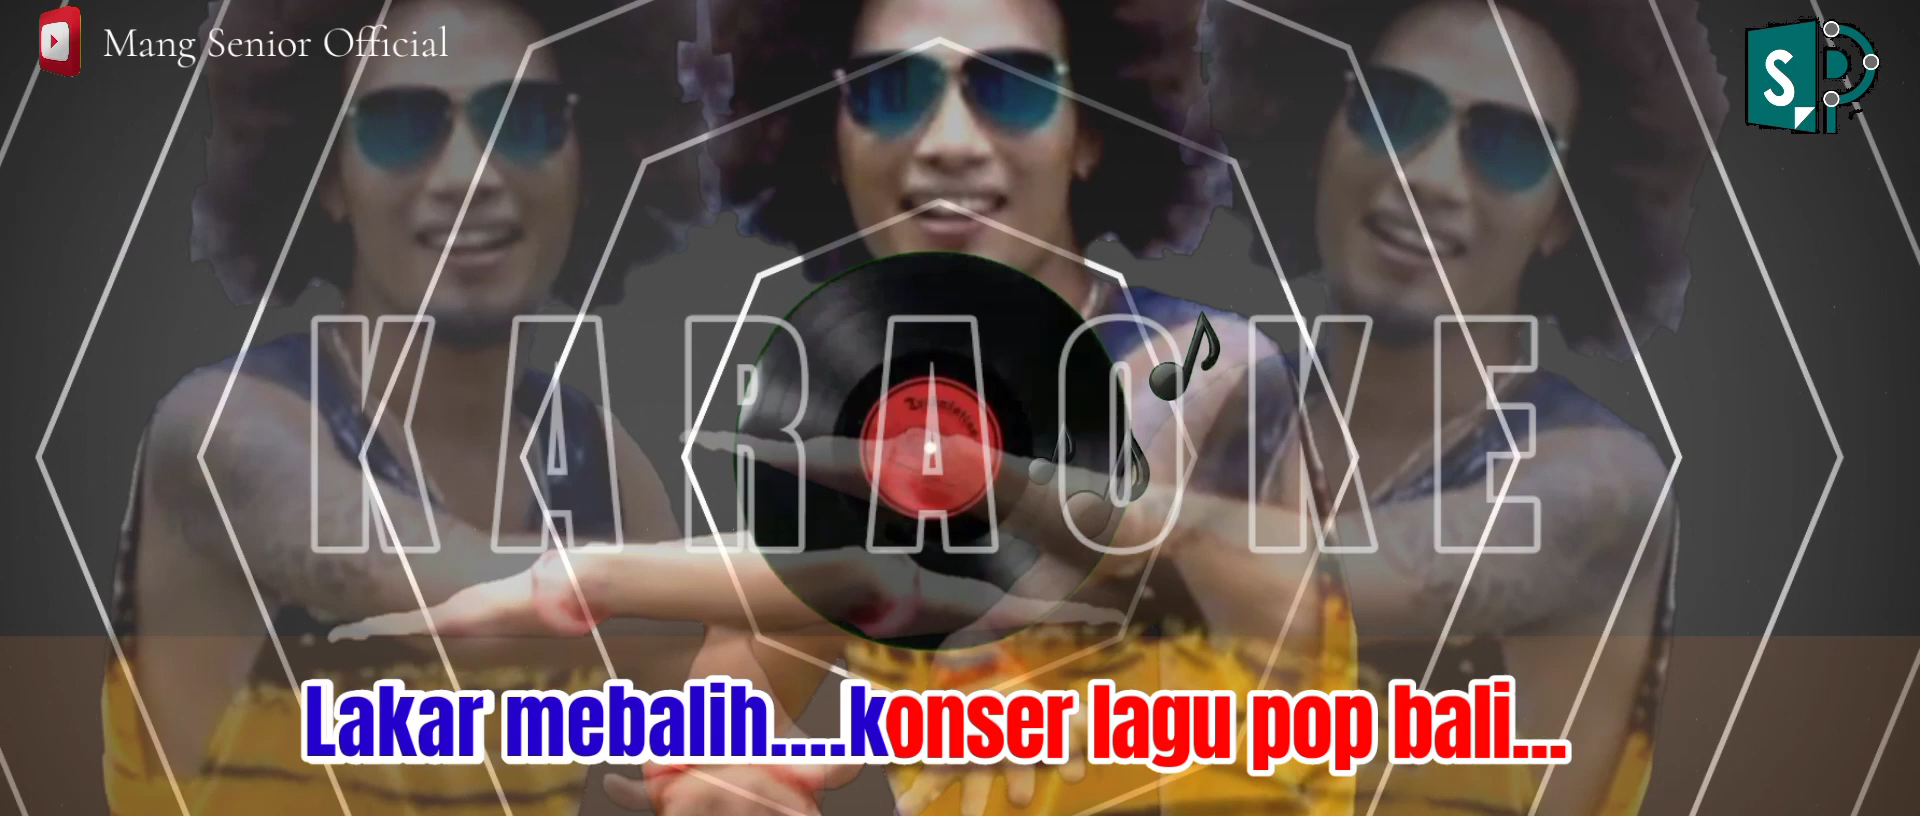 Mang Senior Official
S
KARAOKE
Lakar mebalih....konser lagu pop bali...